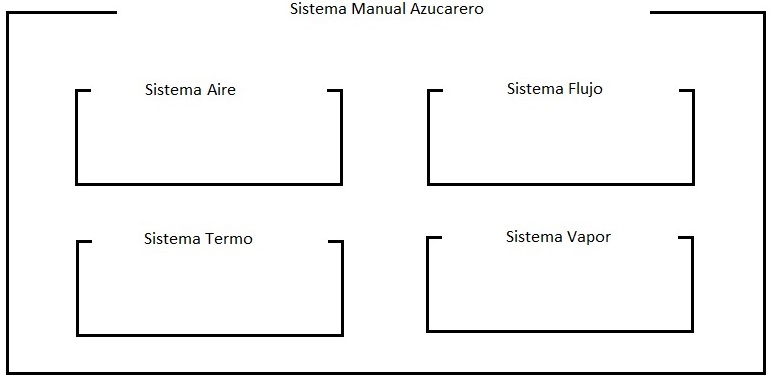 Sistema Manual Azucarero
Sistema Aire
Sistema Flujo
Sistema Termo
Sistema Vapor